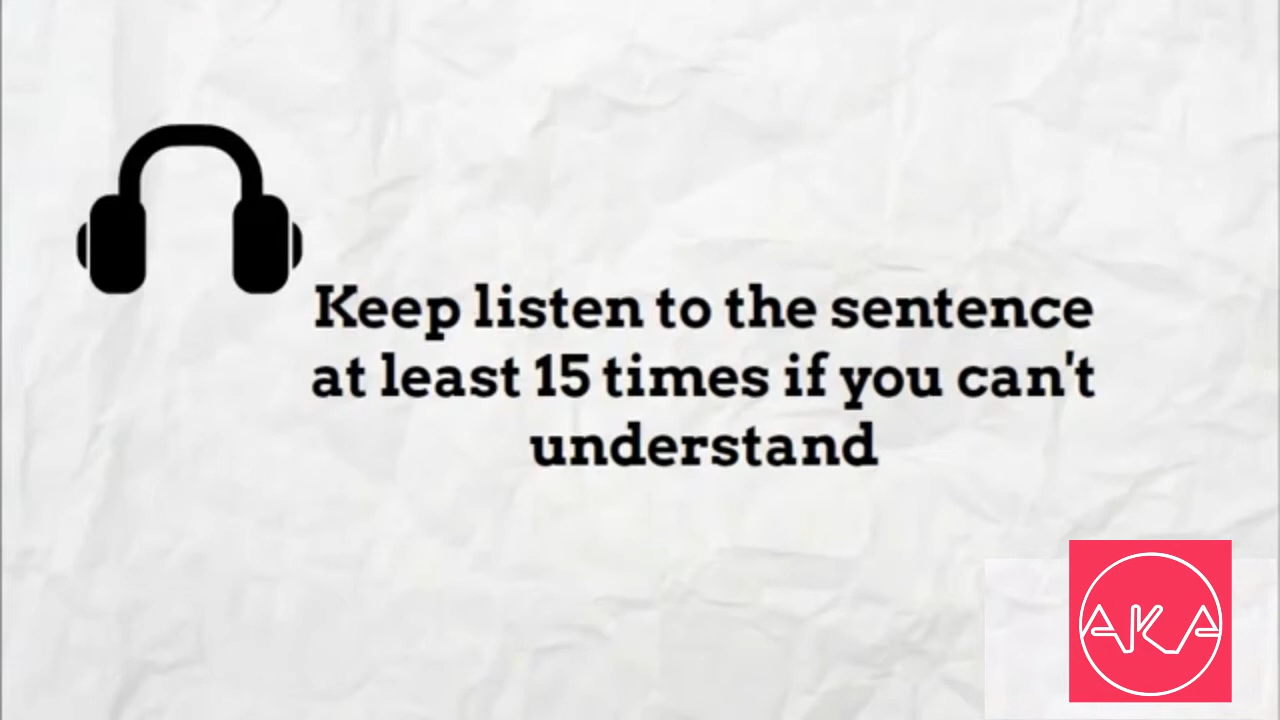 Keep listen to the sentence
at least 15 times if you can't
understand
AKA